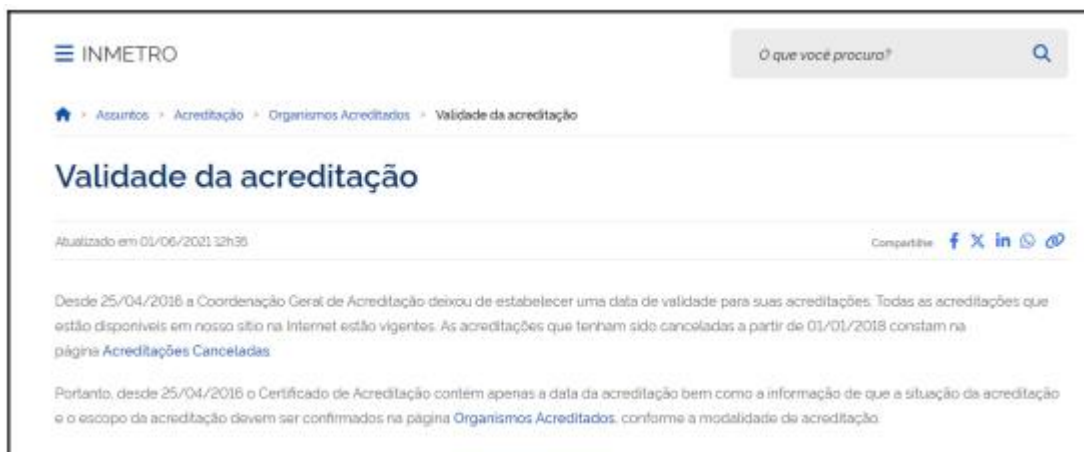 INMETRO
O que você procura?
Assuntos > Acreditação > Organismos Acreditados > Validade da acreditação
Validade da acreditação
Atualizado em 01/06/2021 12h35
Compartilhe
Desde 25/04/2016 a Coordenação Geral de Acreditação deixou de estabelecer uma data de validade para suas acreditações. Todas as acreditações que
estão disponíveis em nosso sítio na Internet estão vigentes. As acreditações que tenham sido canceladas a partir de 01/01/2018 constam na
página Acreditações Canceladas
Portanto, desde 25/04/2016 o Certificado de Acreditação contém apenas a data da acreditação bem como a informação de que a situação da acreditação
e o escopo da acreditação devem ser confirmados na página Organismos Acreditados, conforme a modalidade de acreditação.